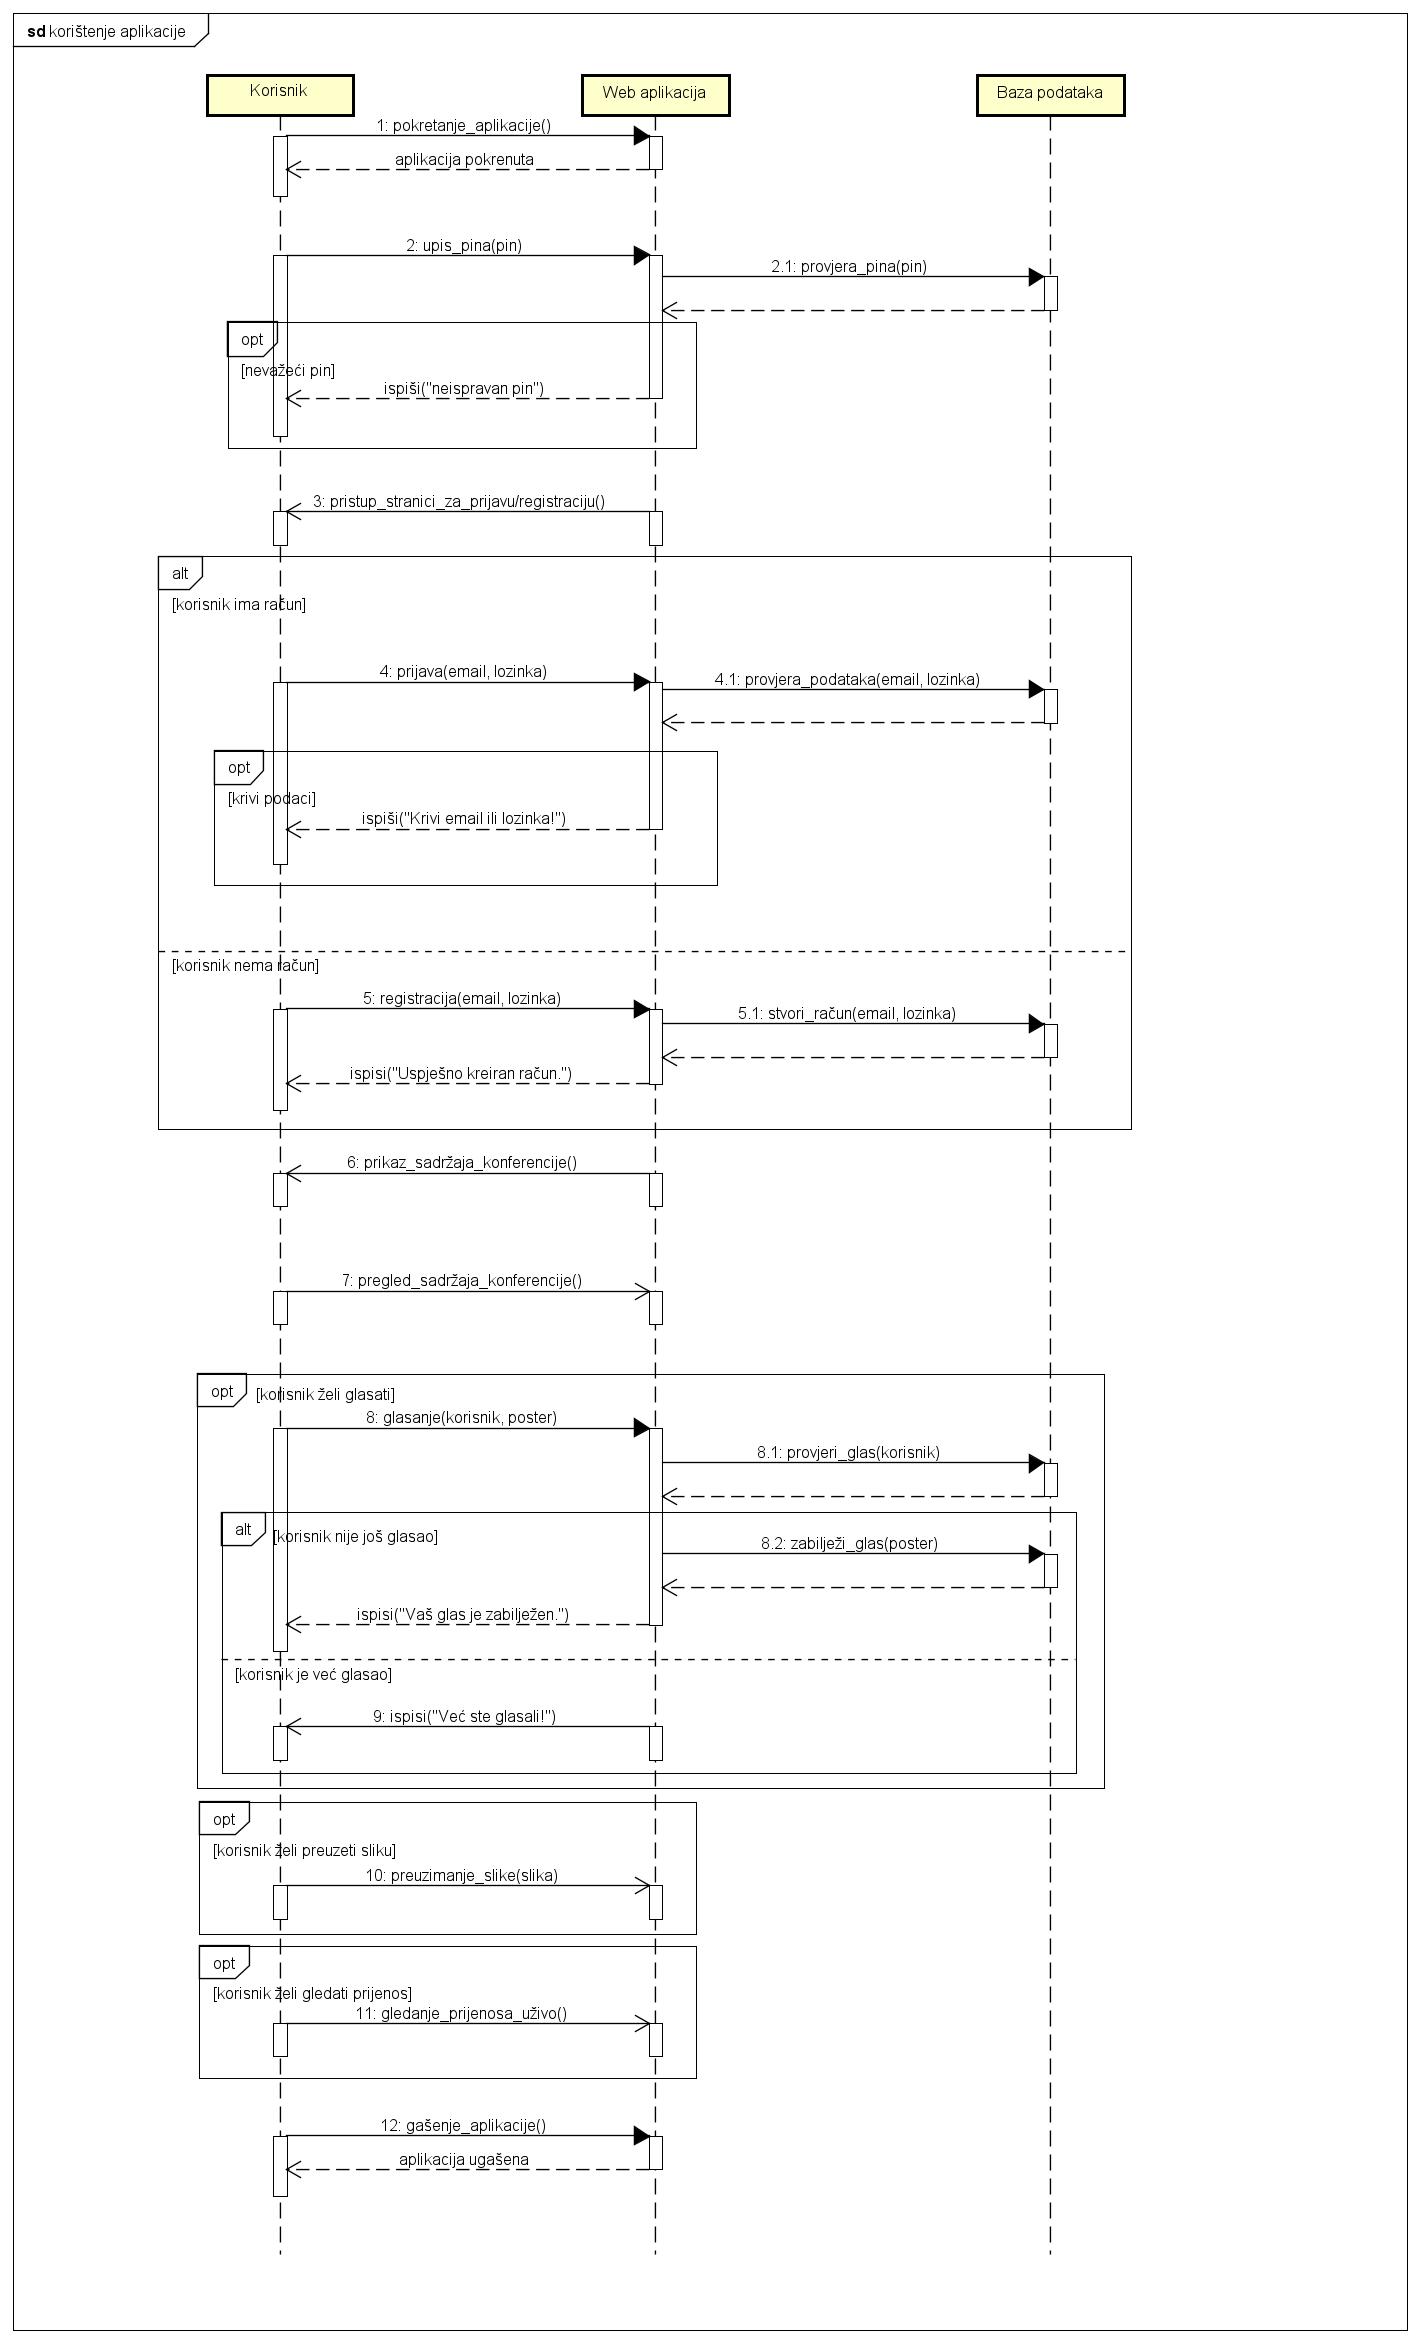 sd korištenje aplikacije
Korisnik
Web aplikacija
Baza podataka
1: pokretanje_aplikacije()
aplikacija pokrenuta
2: upis_pina(pin)
2.1: provjera_pina(pin)
opt
[nevažeći pin]
ispiši("neispravan pin")
3: pristup_stranici_za_prijavu/registraciju()
alt
[korisnik ima račun]
4: prijava(email, lozinka)
4.1: provjera_podataka(email, lozinka)
opt
[krivi podaci]
ispiši("Krivi email ili lozinka!")
[korisnik nema račun]
5: registracija(email, lozinka)
5.1: stvori_račun(email, lozinka)
ispisi("Uspješno kreiran račun.")
6: prikaz_sadržaja_konferencije()
7: pregled_sadržaja_konferencije()
opt
[korisnik želi glasati]
8: glasanje(korisnik, poster)
8.1: provjeri_glas(korisnik)
alt
[korisnik nije još glasao]
8.2: zabilježi_glas(poster)
ispisi("Vaš glas je zabilježen.")
[korisnik je već glasao]
9: ispisi("Već ste glasali!")
opt
[korisnik želi preuzeti sliku]
10: preuzimanje_slike(slika)
opt
[korisnik želi gledati prijenos]
11: gledanje_prijenosa_uživo()
12: gašenje_aplikacije()
aplikacija ugašena